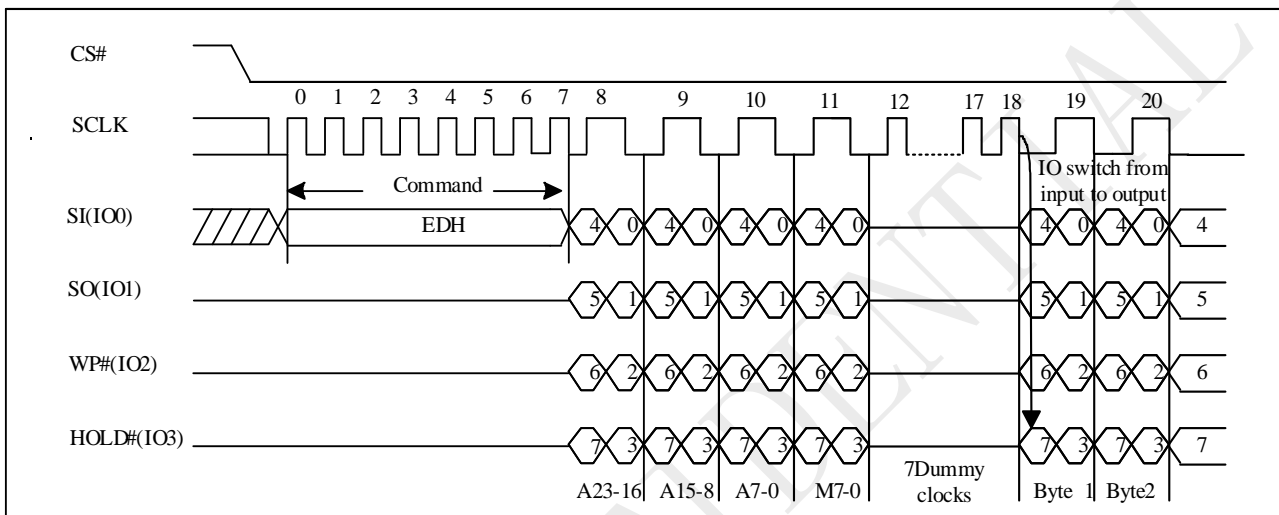 CS#
0 1 2 3 4 5 6 7 8 9 10 11 12 17 18 19 20
SCLK
IO switch from
input to output
Command
SI(IO0) EDH 4 0 4 0 4 0 4 0 4 0 4 0 4
SO(IO1) 5 1 5 1 5 1 5 1 5 1 5 1 5
WP#(IO2) 6 2 6 2 6 2 6 2 6 2 6 2 6
HOLD#(IO3) 7 3 7 3 7 3 7 3 7 3 7 3 7
A23-16 A15-8 A7-0 M7-0 7Dummy
clocks Byte 1 Byte2